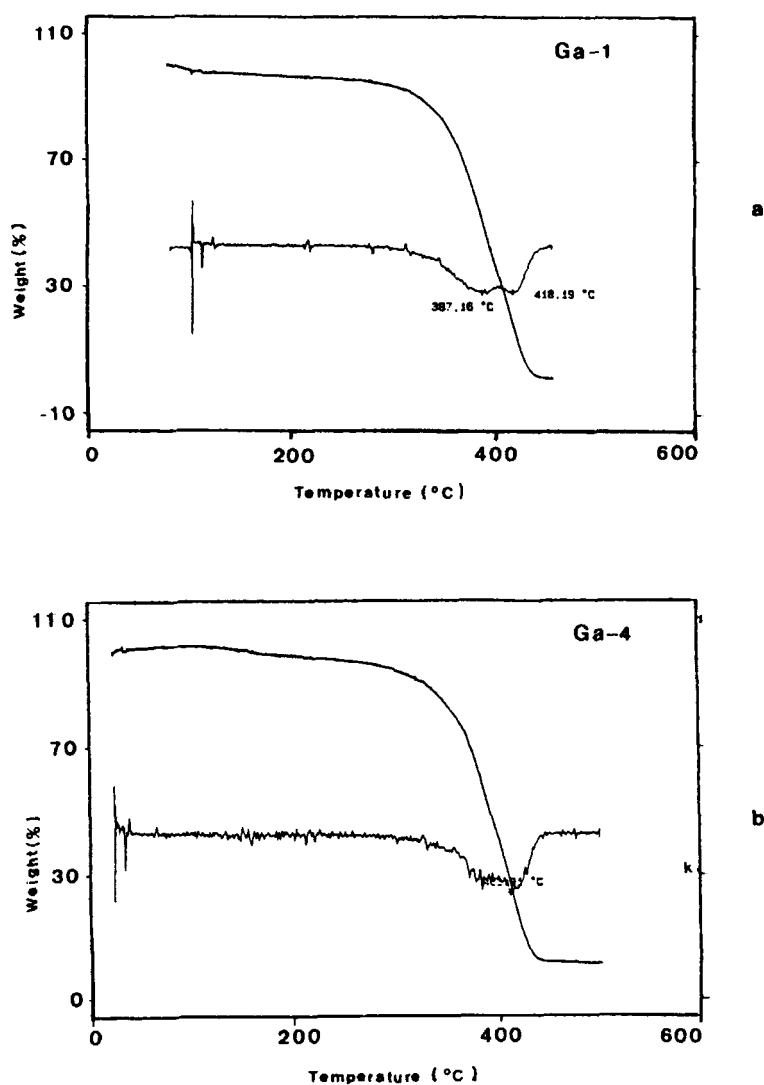 110
Ga-1
70
a
Weight(%)
30
387.16 °C
418.19 °C
-10
0
200
400
600
Temperature (°C)
110
Ga-4
70
b
Weight(%)
30
°C
k
0
0
200
400
600
Temperature (°C)